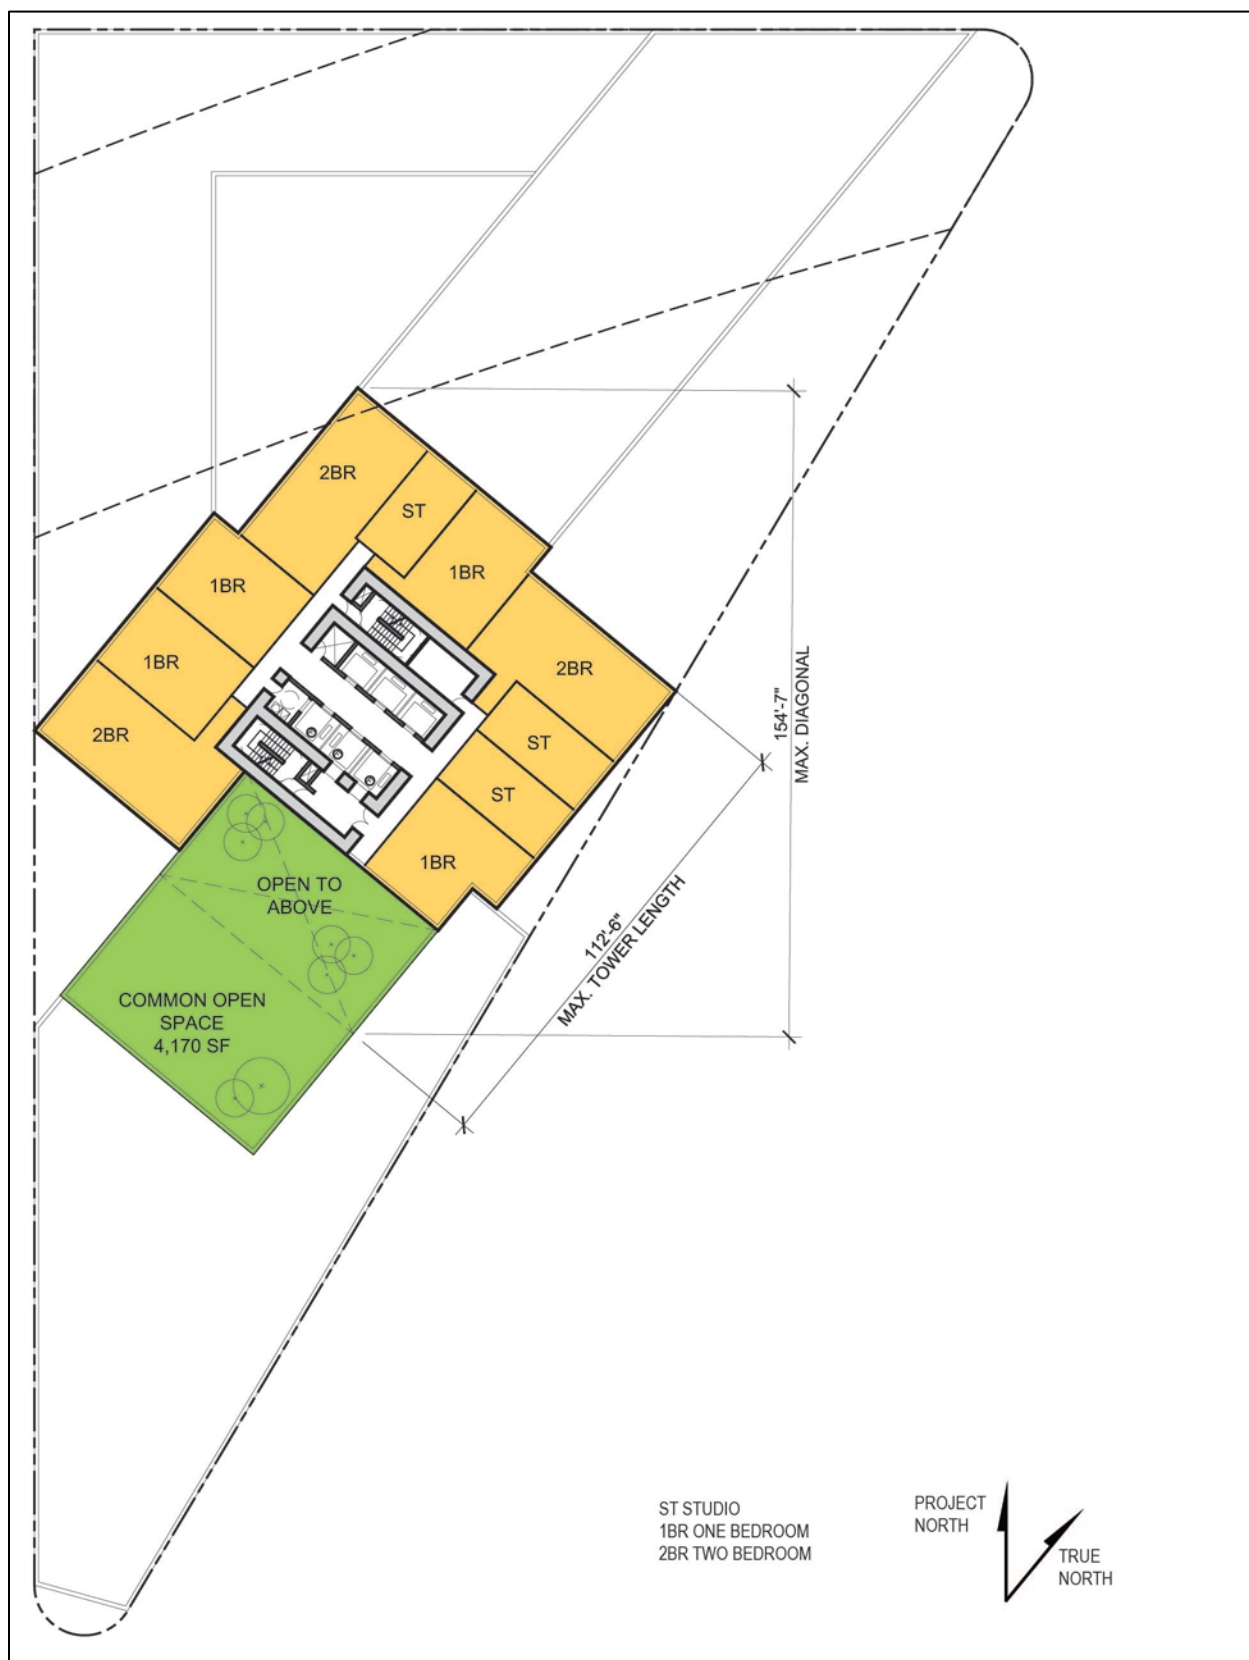 2BR
ST
1BR
1BR
1BR
2BR
2BR
ST
ST
1BR
OPEN TO
ABOVE
COMMON OPEN
SPACE
4,170 SF
154'-7"
MAX. DIAGONAL
112'-6"
MAX. TOWER LENGTH
ST STUDIO
1BR ONE BEDROOM
2BR TWO BEDROOM
PROJECT
NORTH
TRUE
NORTH